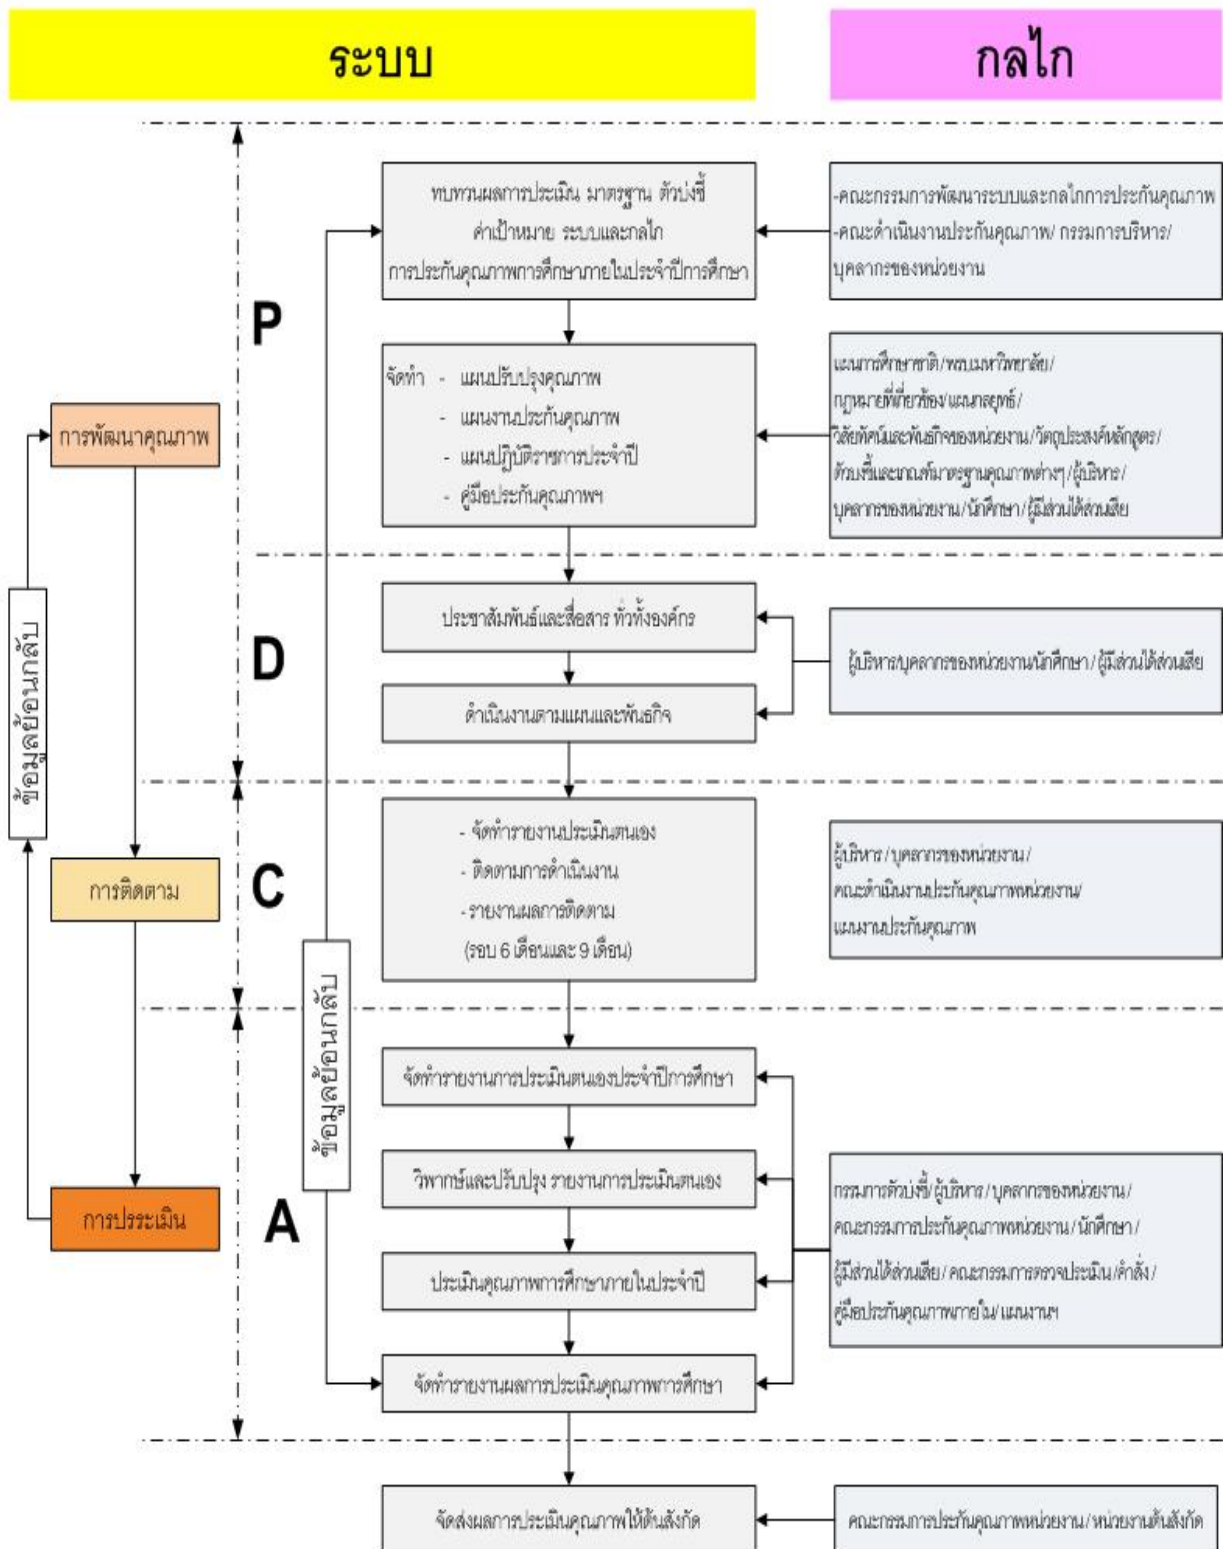 ระบบ
กลไก
ทบทวนผลการประเมิน มาตรฐาน ตัวบ่งชี้
ค่าเป้าหมาย ระบบและกลไก
การประกันคุณภาพการศึกษาภายในประจำปีการศึกษา
-คณะกรรมการพัฒนาระบบและกลไกการประกันคุณภาพ
-คณะดำเนินงานประกันคุณภาพ/ กรรมการบริหาร/
บุคลากรของหน่วยงาน
P
จัดทำ - แผนปรับปรุงคุณภาพ
- แผนงานประกันคุณภาพ
- แผนปฏิบัติราชการประจำปี
- คู่มือประกันคุณภาพฯ
แผนการศึกษาชาติ/พรบ.มหาวิทยาลัย/
กฎหมายที่เกี่ยวข้อง/แผนกลยุทธ์/
วิสัยทัศน์และพันธกิจของหน่วยงาน/วัตถุประสงค์หลักสูตร/
ตัวบ่งชี้และเกณฑ์มาตรฐานคุณภาพต่างๆ/ผู้บริหาร/
บุคลากรของหน่วยงาน/นักศึกษา/ผู้มีส่วนได้ส่วนเสีย
การพัฒนาคุณภาพ
ข้อมูลย้อนกลับ
D
ประชาสัมพันธ์และสื่อสาร ทั่วทั้งองค์กร
ดำเนินงานตามแผนและพันธกิจ
ผู้บริหาร/บุคลากรของหน่วยงาน/นักศึกษา / ผู้มีส่วนได้ส่วนเสีย
การติดตาม
C
- จัดทำรายงานประเมินตนเอง
- ติดตามการดำเนินงาน
- รายงานผลการติดตาม
(รอบ 6 เดือนและ 9 เดือน)
ผู้บริหาร /บุคลากรของหน่วยงาน/
คณะดำเนินงานประกันคุณภาพหน่วยงาน/
แผนงานประกันคุณภาพ
ข้อมูลย้อนกลับ
การปรระเมิน
A
จัดทำรายงานการประเมินตนเองประจำปีการศึกษา
วิพากษ์และปรับปรุง รายงานการประเมินตนเอง
ประเมินคุณภาพการศึกษาภายในประจำปี
จัดทำรายงานผลการประเมินคุณภาพการศึกษา
กรรมการตัวบ่งชี้/ผู้บริหาร /บุคลากรของหน่วยงาน/
คณะกรรมการประกันคุณภาพหน่วยงาน / นักศึกษา /
ผู้มีส่วนได้ส่วนเสีย/ คณะกรรมการตรวจประเมิน /คำสั่ง/
คู่มือประกันคุณภาพภายใน/แผนงานฯ
จัดส่งผลการประเมินคุณภาพให้ต้นสังกัด
คณะกรรมการประกันคุณภาพหน่วยงาน /หน่วยงานต้นสังกัด